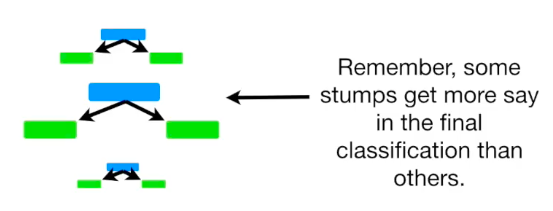 Remember, some
stumps get more say
in the final
classification than
others.